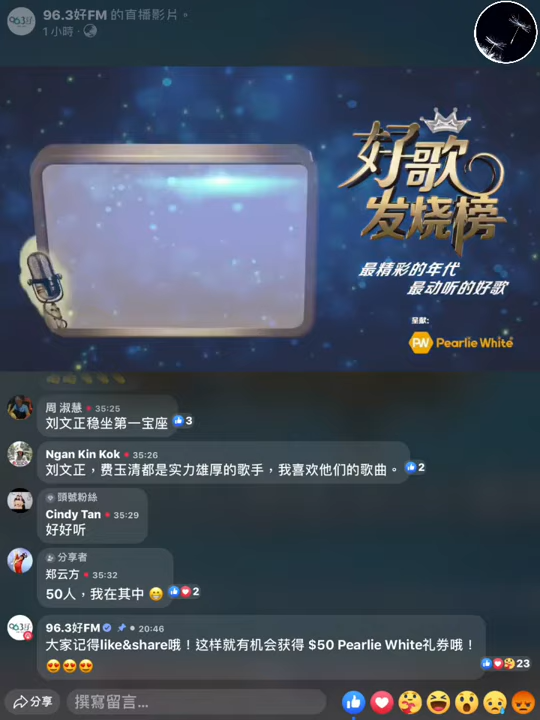 96.3好FM 的直播影片。
1 小時
好歌
发烧榜
最精彩的年代
最动听的好歌
呈献:
PW Pearlie White®
周 淑慧 35:25
刘文正稳坐第一宝座
3
Ngan Kin Kok 35:26
刘文正，费玉清都是实力雄厚的歌手，我喜欢他们的歌曲。
2
頭號粉絲
Cindy Tan 35:29
好好听
分享者
郑云方 35:32
50人，我在其中
2
96.3好FM 20:46
大家记得like&share哦！这样就有机会获得 $50 Pearlie White礼券哦！
23
分享
撰寫留言...